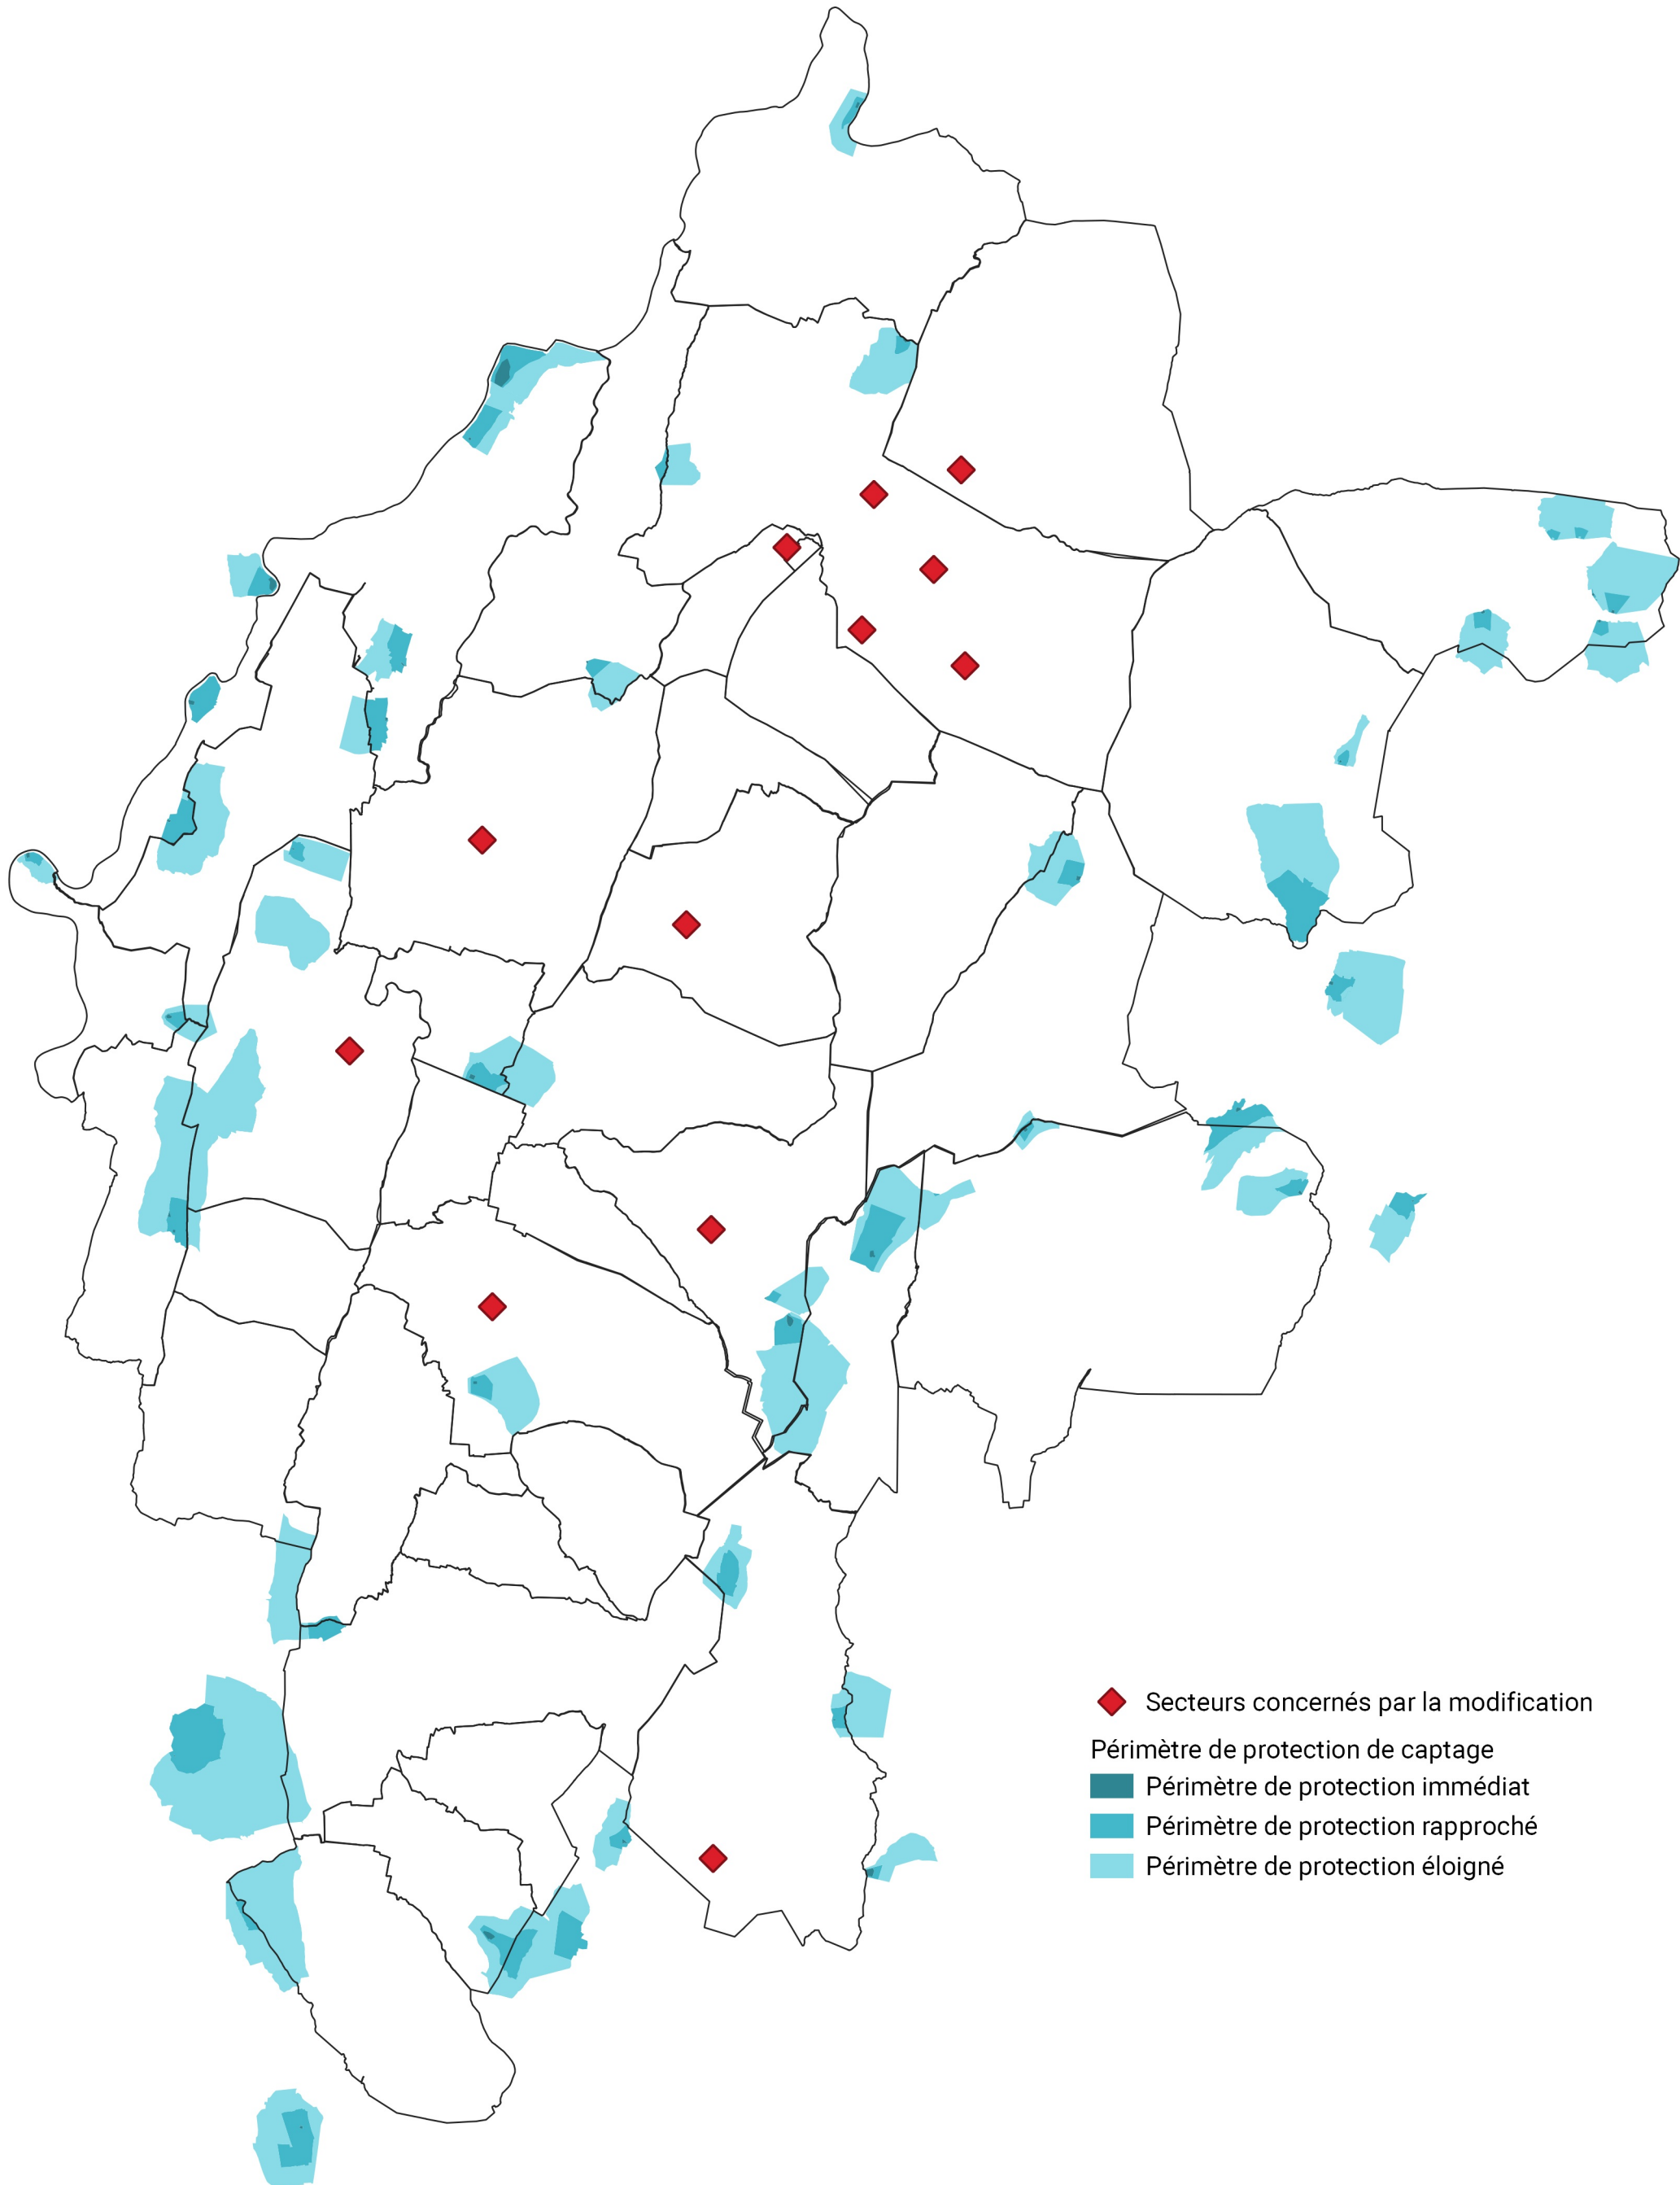 Secteurs concernés par la modification
Périmètre de protection de captage
Périmètre de protection immédiat
Périmètre de protection rapproché
Périmètre de protection éloigné